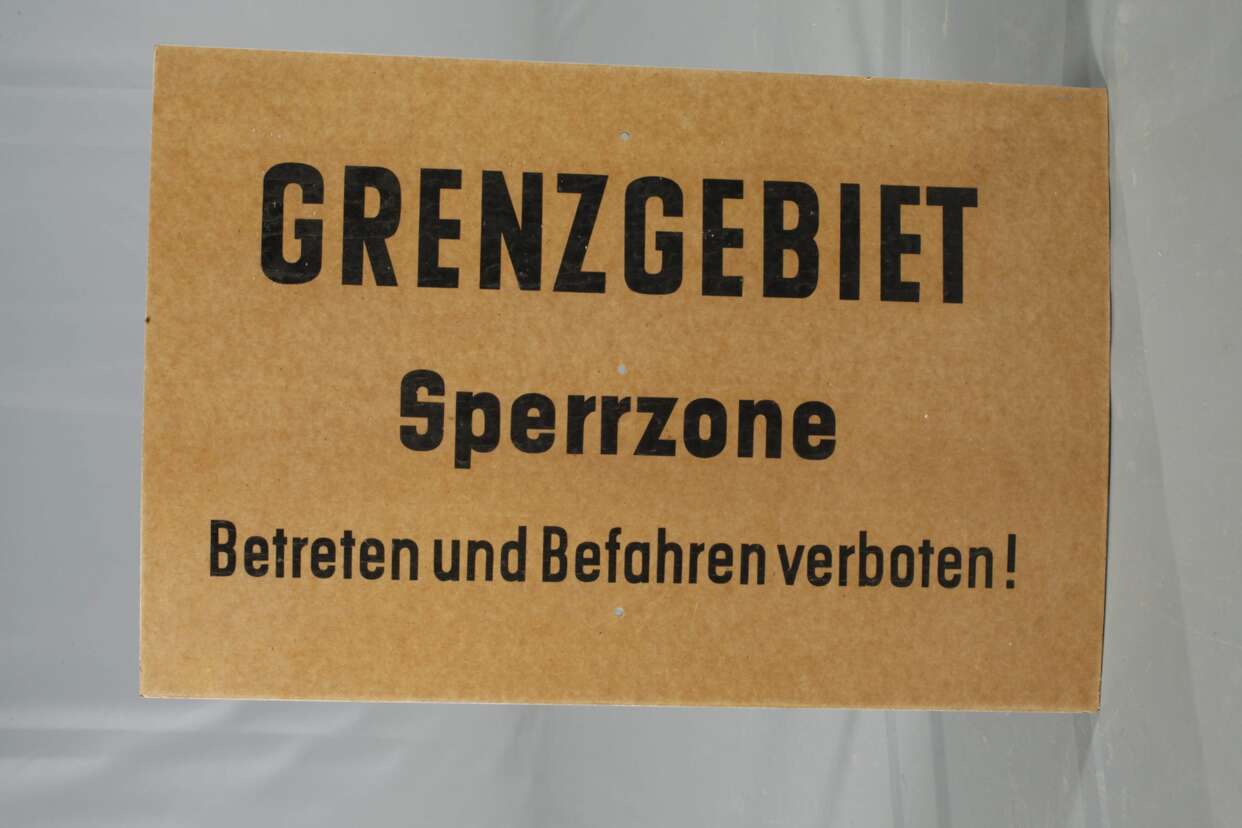 GRENZGEBIET
Sperrzone
Betreten und Befahren verboten!